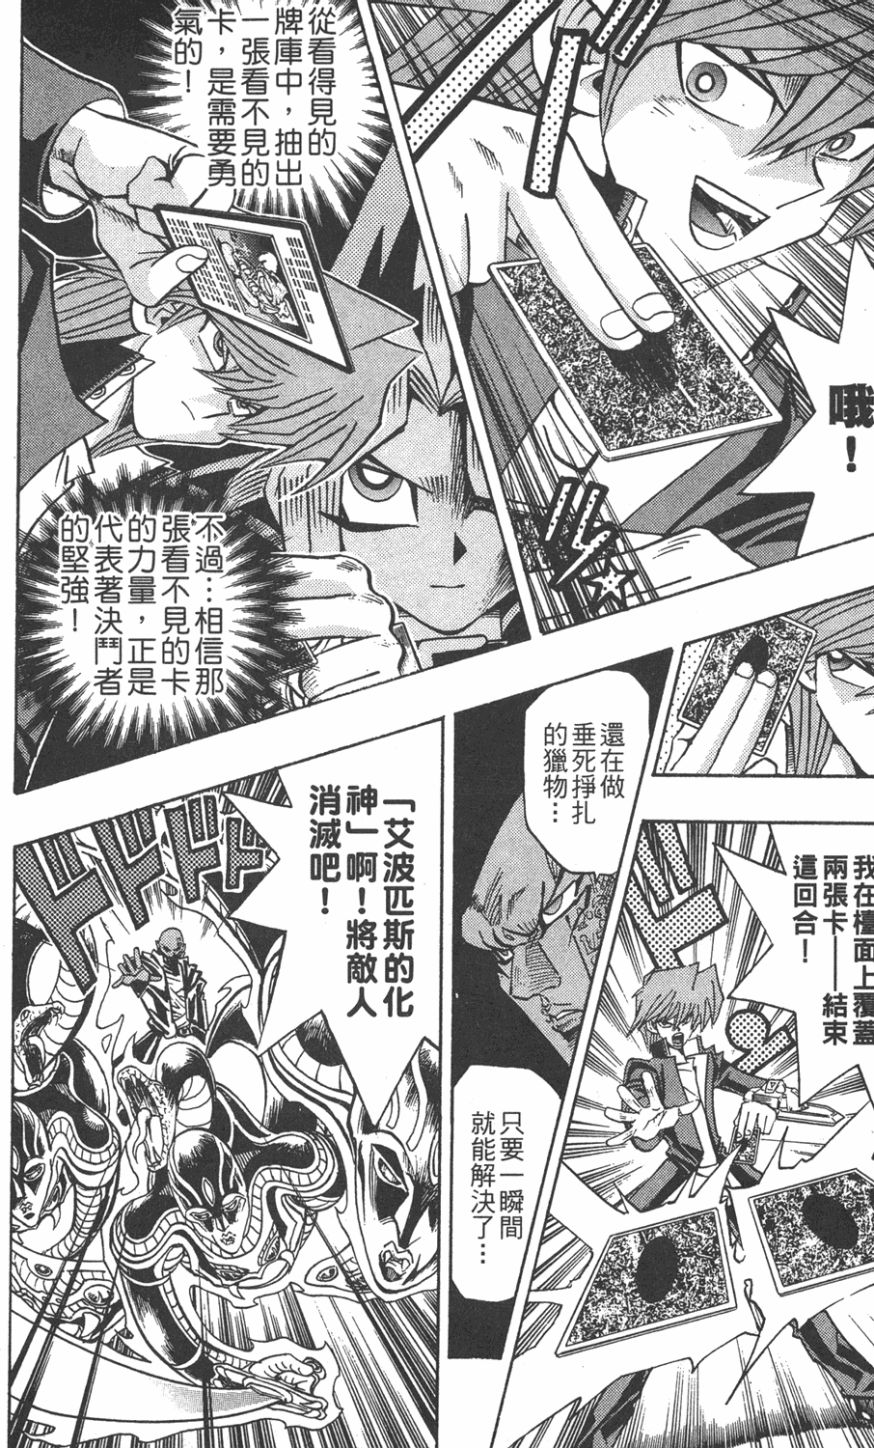 哦！
從看得見的
牌庫中，抽出
一張看不見的
卡，是需要勇
氣的！
不過…相信那
張看不見的卡
的力量，正是
代表著決鬥者
的堅強！
我在檯面上覆蓋
兩張卡——結束
這回合！
還在做
垂死掙扎
的獵物…
只要一瞬間
就能解決了…
「艾波匹斯的化
神」啊！將敵人
消滅吧！
ドドドド